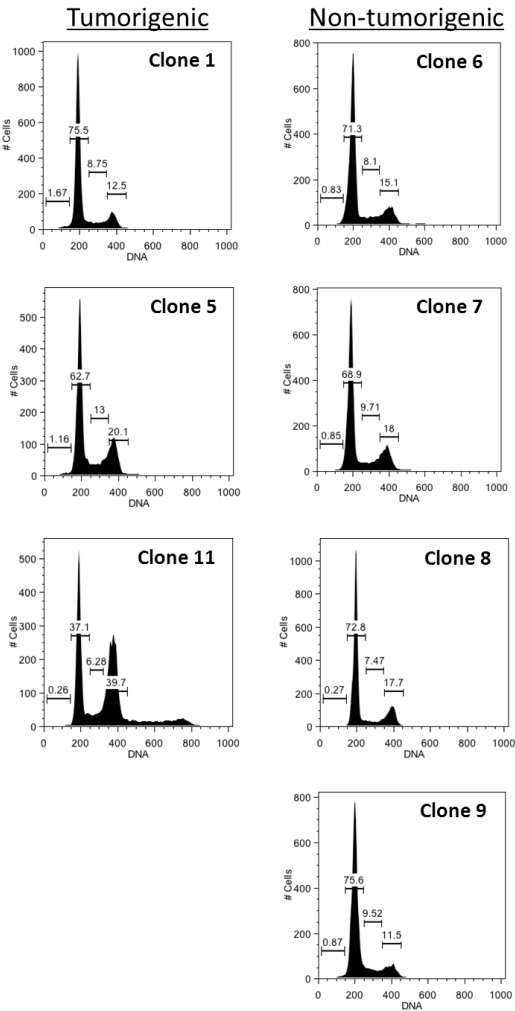 Tumorigenic
Non-tumorigenic
Clone 1
# Cells
1000
800
600
400
200
0
1.67
75.5
8.75
12.5
0 200 400 600 800 1000
DNA
Clone 6
# Cells
800
600
400
200
0
0.83
71.3
8.1
15.1
0 200 400 600 800 1000
DNA
Clone 5
# Cells
500
400
300
200
100
0
1.16
62.7
13
20.1
0 200 400 600 800 1000
DNA
Clone 7
# Cells
800
600
400
200
0
0.85
68.9
9.71
18
0 200 400 600 800 1000
DNA
Clone 11
# Cells
500
400
300
200
100
0
0.26
37.1
6.28
39.7
0 200 400 600 800 1000
DNA
Clone 8
# Cells
1000
800
600
400
200
0
0.27
72.8
7.47
17.7
0 200 400 600 800 1000
DNA
Clone 9
# Cells
800
600
400
200
0
0.87
75.6
9.52
11.5
0 200 400 600 800 1000
DNA